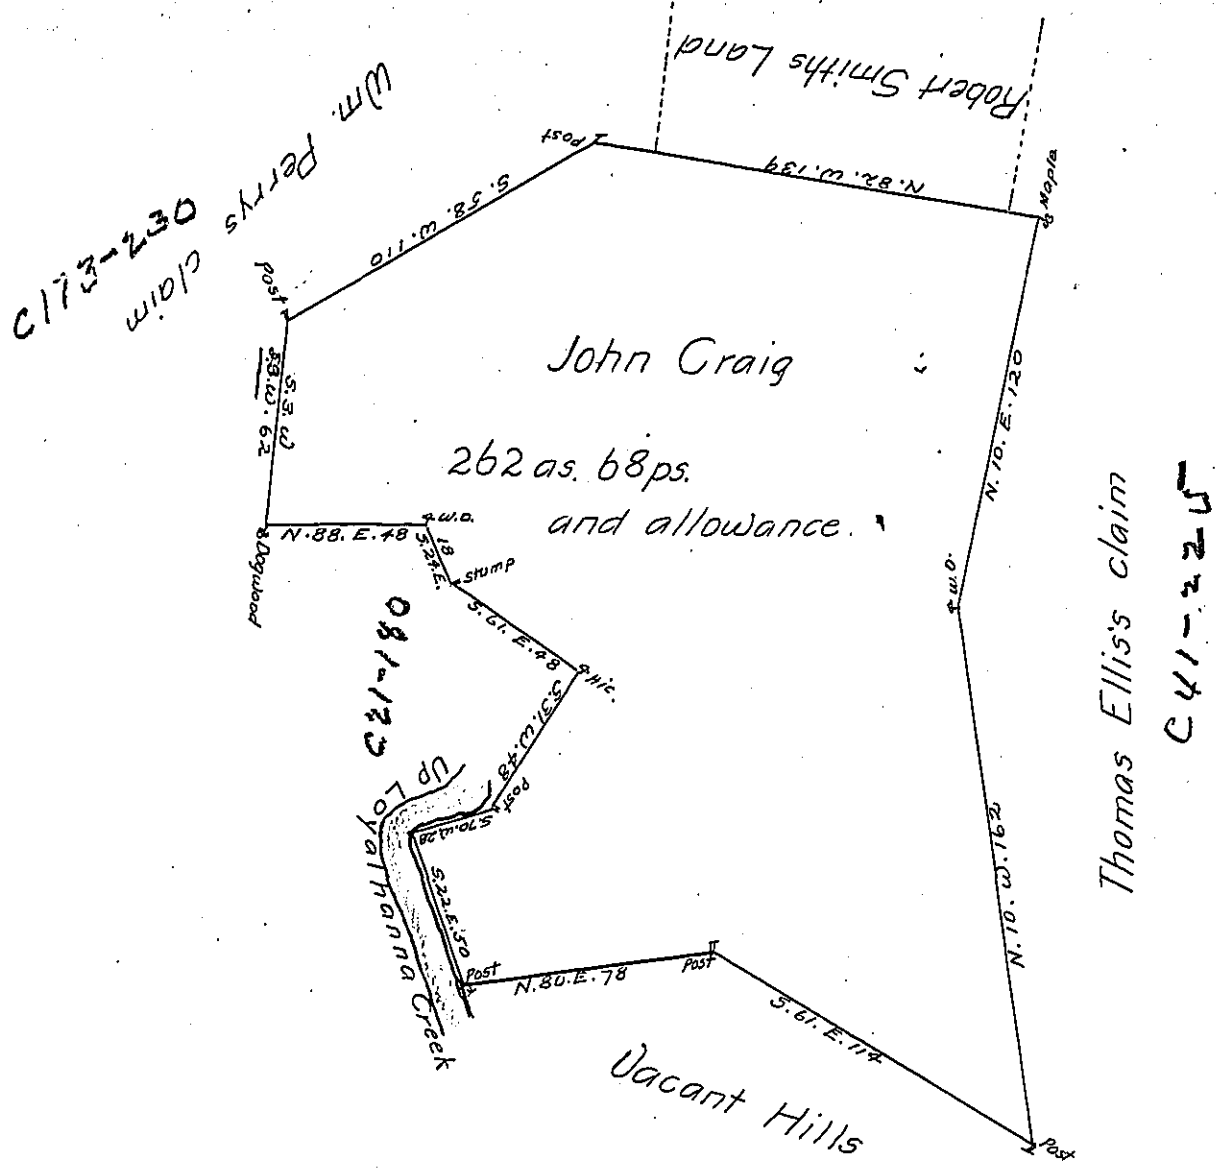 Robert Smiths Land
Wm. Perrys
claim
C173-230
Post
N.82.W.139
Maple
S.58.W.110
Post
S.3.W
S.3.W.62
John Craig
262 as. 68 ps.
and allowance.
N.10.E.120
N.88.E.48
W.O.
Dogwood
18
S.24.E.
Stump
S.61.E.48
Hic.
W.O.
Thomas Ellis's claim
C41-225
C21-180
S.31.W.48
Post
S.70.W.28
Up Loyalhanna Creek
S.22.E.50
Post
N.80.E.78
Post
S.61.E.114
N.10.W.162
Vacant Hills
Post